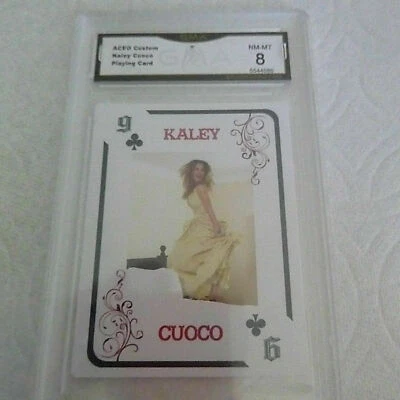 ACEO Custom
Kaley Cuoco
Playing Card
NM-MT
8
9
KALEY
CUOCO
9